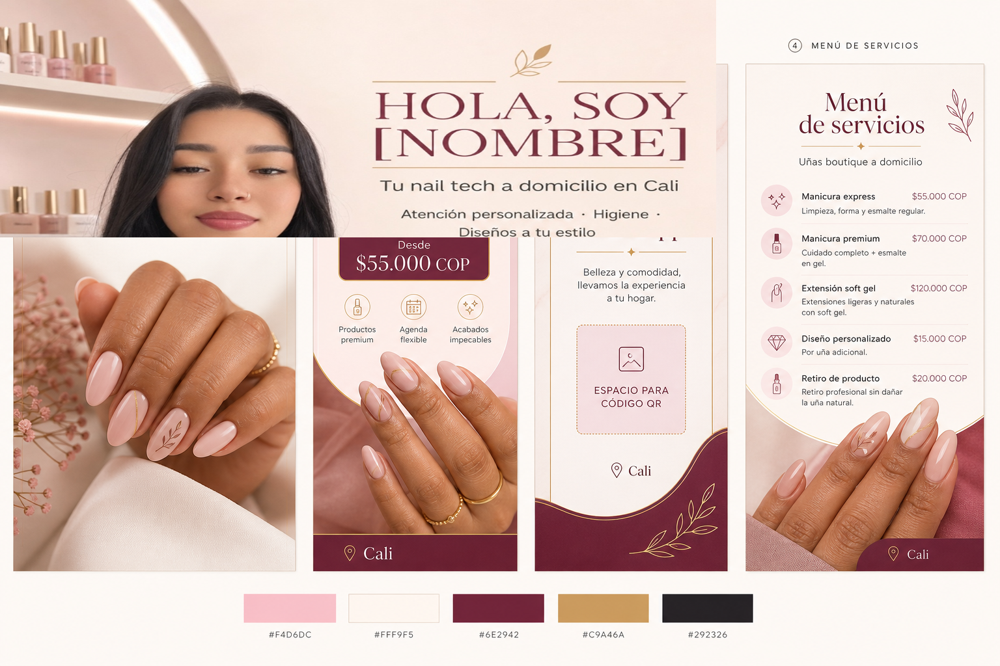 HOLA, SOY
[NOMBRE]
Tu nail tech a domicilio en Cali
Atención personalizada · Higiene ·
Diseños a tu estilo
Desde
$55.000 COP
Productos
premium
Agenda
flexible
Acabados
impecables
Cali
Belleza y comodidad,
llevamos la experiencia
a tu hogar.
ESPACIO PARA
CÓDIGO QR
Cali
4 MENÚ DE SERVICIOS
Menú
de servicios
Uñas boutique a domicilio
Manicura express $55.000 COP
Limpieza, forma y esmalte regular.
Manicura premium $70.000 COP
Cuidado completo + esmalte
en gel.
Extensión soft gel $120.000 COP
Extensiones ligeras y naturales
con soft gel.
Diseño personalizado $15.000 COP
Por uña adicional.
Retiro de producto $20.000 COP
Retiro profesional sin dañar
la uña natural.
Cali
#F4D6DC
#FFF9F5
#6E2942
#C9A46A
#292326